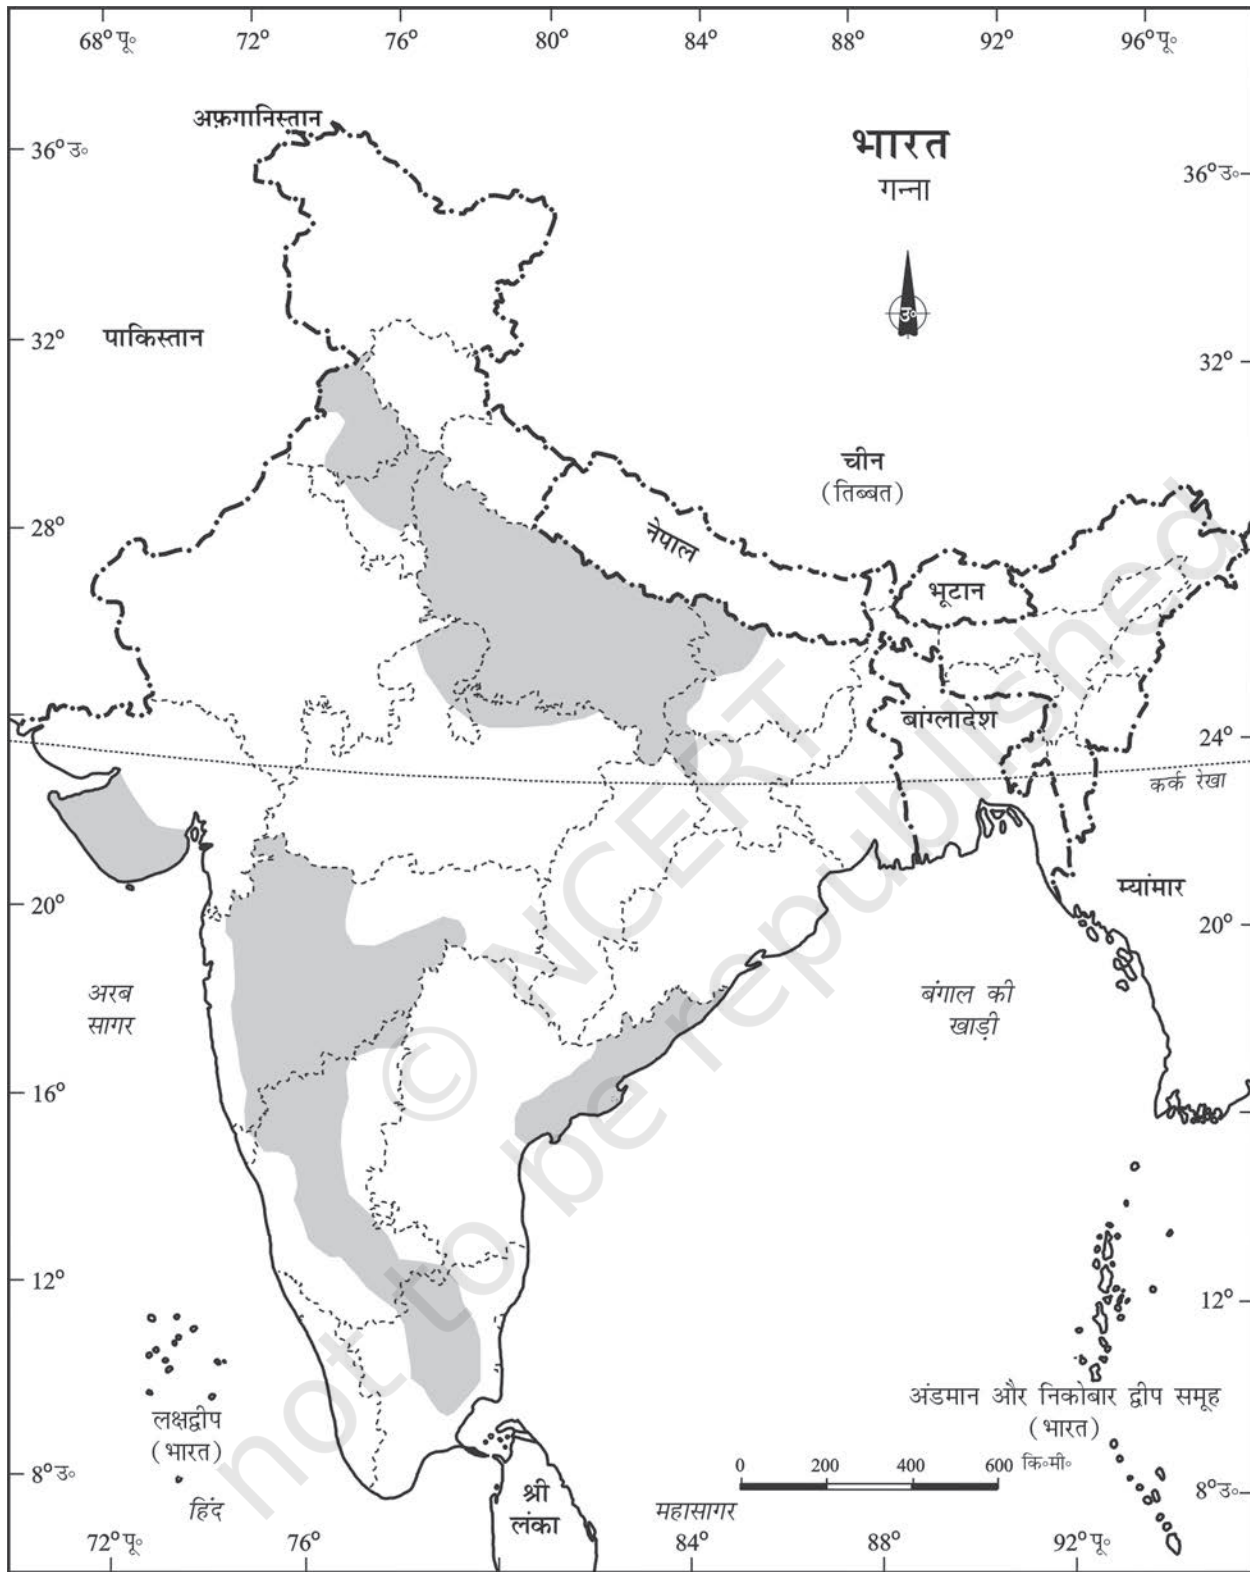 68° पू॰ 72° 76° 80° 84° 88° 92° 96° पू॰
अफ़गानिस्तान
भारत
गन्ना
36° उ॰
36° उ॰
उ॰
पाकिस्तान
32°
32°
चीन
(तिब्बत)
28°
28°
नेपाल
भूटान
बांग्लादेश
24°
कर्क रेखा
म्यांमार
20°
20°
अरब
सागर
बंगाल की
खाड़ी
16°
12°
12°
लक्षद्वीप
(भारत)
अंडमान और निकोबार द्वीप समूह
(भारत)
0 200 400 600 कि॰मी॰
8° उ॰
8° उ॰
श्री
लंका
हिंद
महासागर
72° पू॰ 76° 84° 88° 92° पू॰
© NCERT
not to be republished